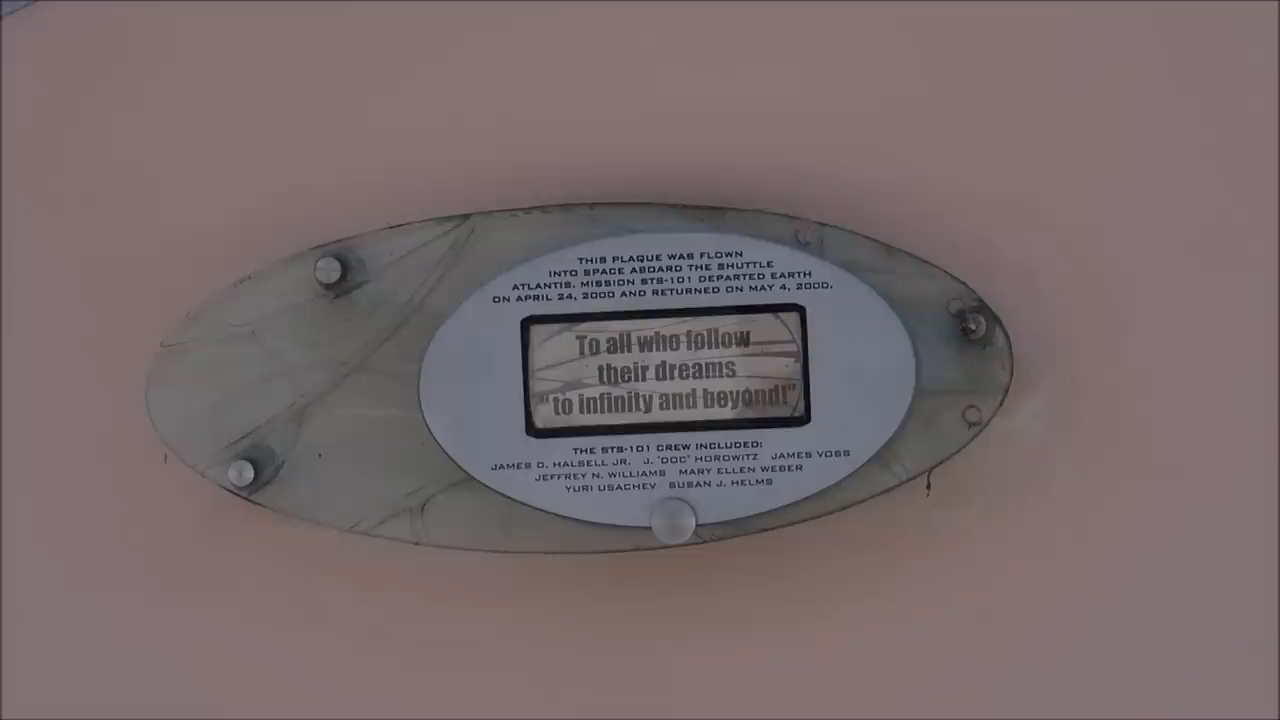 THIS PLAQUE WAS FLOWN
INTO SPACE ABOARD THE SHUTTLE
ATLANTIS. MISSION STS-101 DEPARTED EARTH
ON APRIL 24, 2000 AND RETURNED ON MAY 4, 2000.
To all who follow
their dreams
"to infinity and beyond!"
THE STS-101 CREW INCLUDED:
JAMES D. HALSELL JR. J. "DOC" HOROWITZ JAMES VOSS
JEFFREY N. WILLIAMS MARY ELLEN WEBER
YURI USACHEV SUSAN J. HELMS